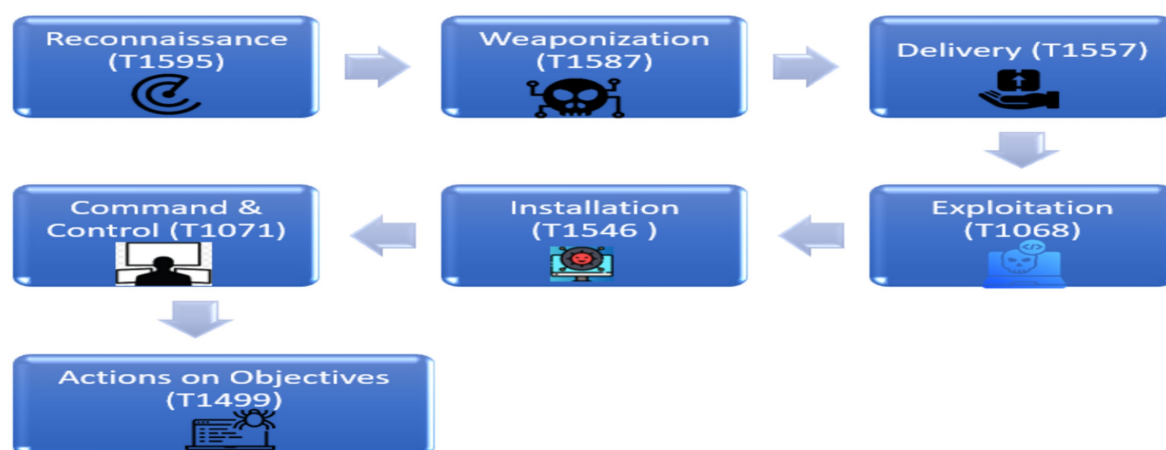 Reconnaissance
(T1595)
Weaponization
(T1587)
Delivery (T1557)
Exploitation
(T1068)
Installation
(T1546 )
Command &
Control (T1071)
Actions on Objectives
(T1499)